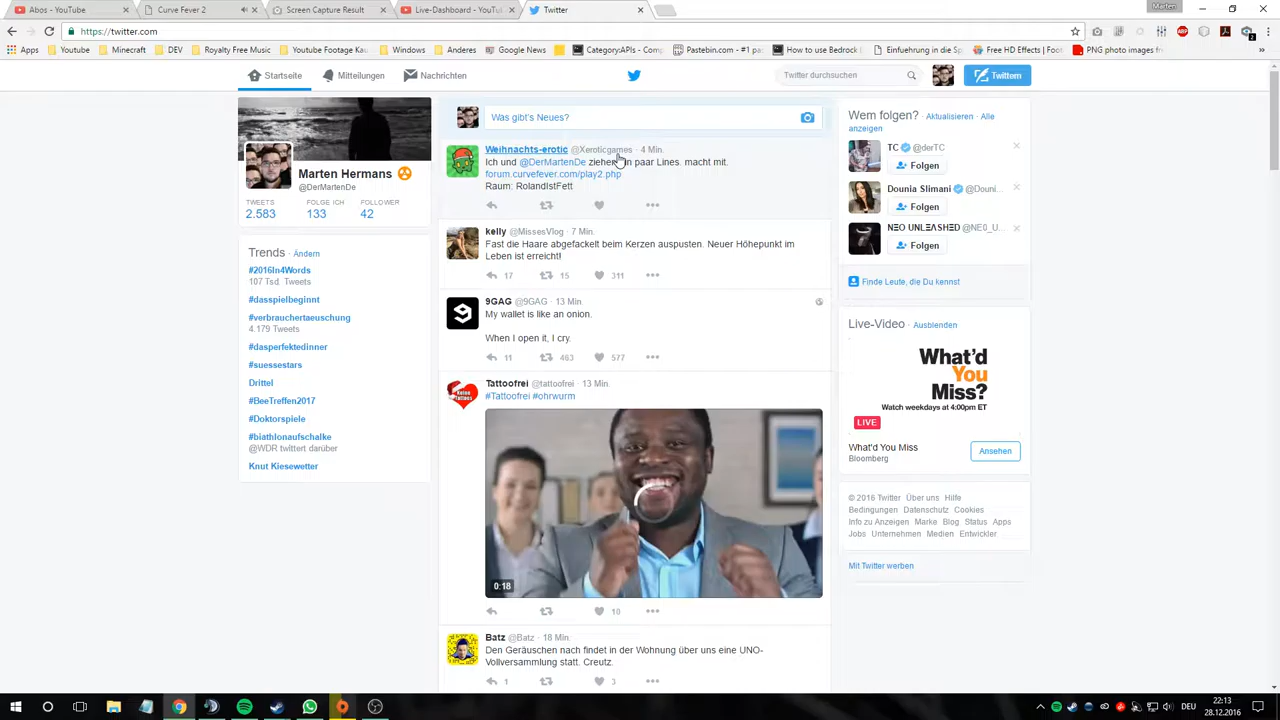 Abos - YouTube
Curve Fever 2
Screen Capture Result
Live-Dashboard - YouTu
Twitter
Marten
https://twitter.com
Apps
Youtube
Minecraft
DEV
Royalty Free Music
Youtube Footage Kau
Windows
Anderes
Category:APIs -
Pastebin.com - #1 pas
How to use Bedrock
Einfuehrung in die Sp
Free HD Effects | Foot
PNG photo images f
Startseite
Mitteilungen
Nachrichten
Twitter durchsuchen
Twittern
Marten Hermans
@DerMartenDe
TWEETS
FOLGE ICH
FOLLOWER
2.583
133
42
Trends · Ändern
#2016In4Words
107 Tsd. Tweets
#dasspielbeginnt
#verbrauchertaeuschung
4.179 Tweets
#dasperfektedinner
#suessestars
Drittel
#BeeTreffen2017
#Doktorspiele
#biathlonaufschalke
@WDR twittert darüber
Knut Kiesewetter
Was gibt's Neues?
Weihnachts-erotic @Xeroticgames · 4 Min.
Ich und @DerMartenDe ziehen n paar Lines. macht mit.
forum.curvefever.com/play2.php
Raum: RolandIstFett
kelly @MissesVlog · 7 Min.
Fast die Haare abgefackelt beim Kerzen auspusten. Neuer Höhepunkt im
Leben ist erreicht!
17
15
311
9GAG @9GAG · 13 Min.
My wallet is like an onion.
When I open it, I cry.
11
463
577
Tattoofrei @tattoofrei · 13 Min.
#Tattoofrei #ohrwurm
Keine
Tattoos
0:18
10
Batz @Batz · 18 Min.
Den Geräuschen nach findet in der Wohnung über uns eine UNO-
Vollversammlung statt. Creutz.
1
3
Wem folgen? · Aktualisieren · Alle
anzeigen
TC @derTC
Folgen
Dounia Slimani @Douni...
Folgen
NΞO UNLΞΛSHΞD @NE0_U...
Folgen
Finde Leute, die Du kennst
Live-Video · Ausblenden
What'd
You
Miss?
Watch weekdays at 4:00pm ET
LIVE
What'd You Miss
Bloomberg
Ansehen
© 2016 Twitter Über uns Hilfe
Bedingungen Datenschutz Cookies
Info zu Anzeigen Marke Blog Status Apps
Jobs Unternehmen Medien Entwickler
Mit Twitter werben
DEU
22:13
28.12.2016